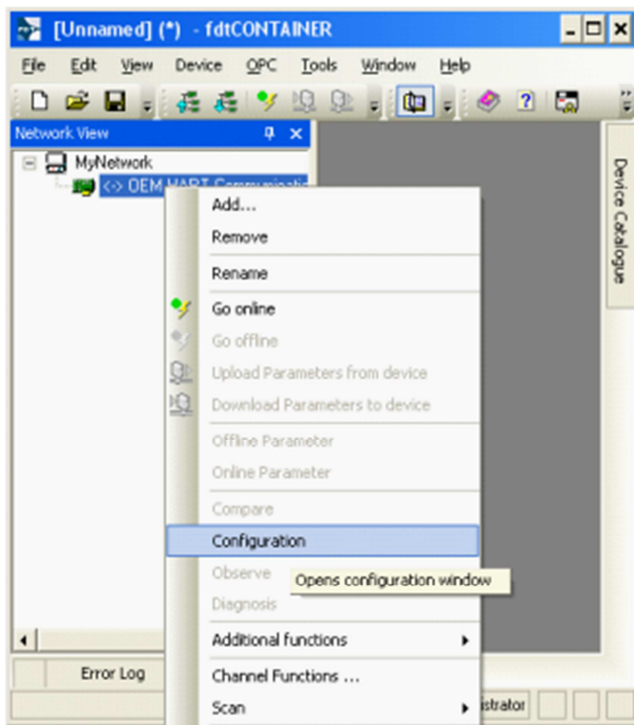 [Unnamed] (*) - fdtCONTAINER
File Edit View Device OPC Tools Window Help
Network View
MyNetwork
<-> OEM HART Communicatio
Device Catalogue
Add...
Remove
Rename
Go online
Go offline
Upload Parameters from device
Download Parameters to device
Offline Parameter
Online Parameter
Compare
Configuration
Observe
Opens configuration window
Diagnosis
Additional functions
Error Log
Channel Functions ...
Scan
istrator